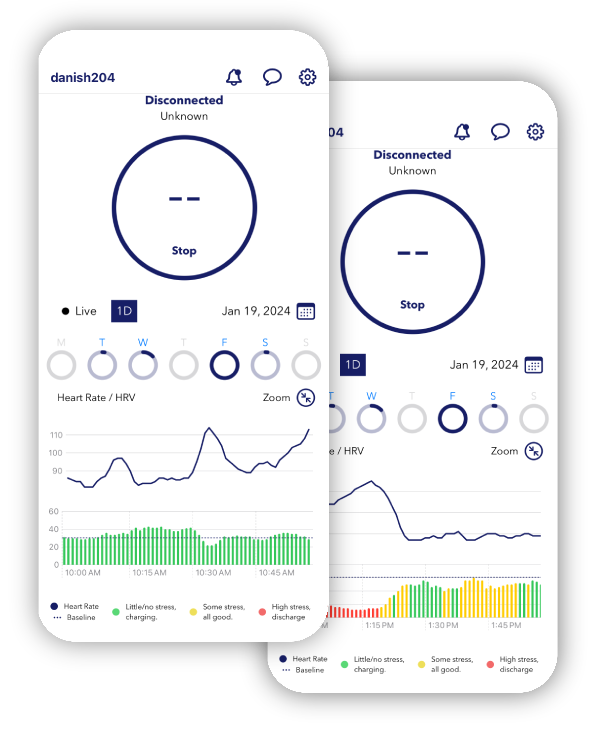 danish204
Disconnected
Unknown
--
Stop
Live 1D Jan 19, 2024
M T W T F S S
Heart Rate / HRV Zoom
110
100
90
60
40
20
0
10:00 AM 10:15 AM 10:30 AM 10:45 AM
Heart Rate
Baseline
Little/no stress,
charging.
Some stress,
all good.
High stress,
discharge
04
Disconnected
Unknown
--
Stop
1D Jan 19, 2024
T W T F S S
e / HRV Zoom
M 1:15 PM 1:30 PM 1:45 PM
Heart Rate
Baseline
Little/no stress,
charging.
Some stress,
all good.
High stress,
discharge